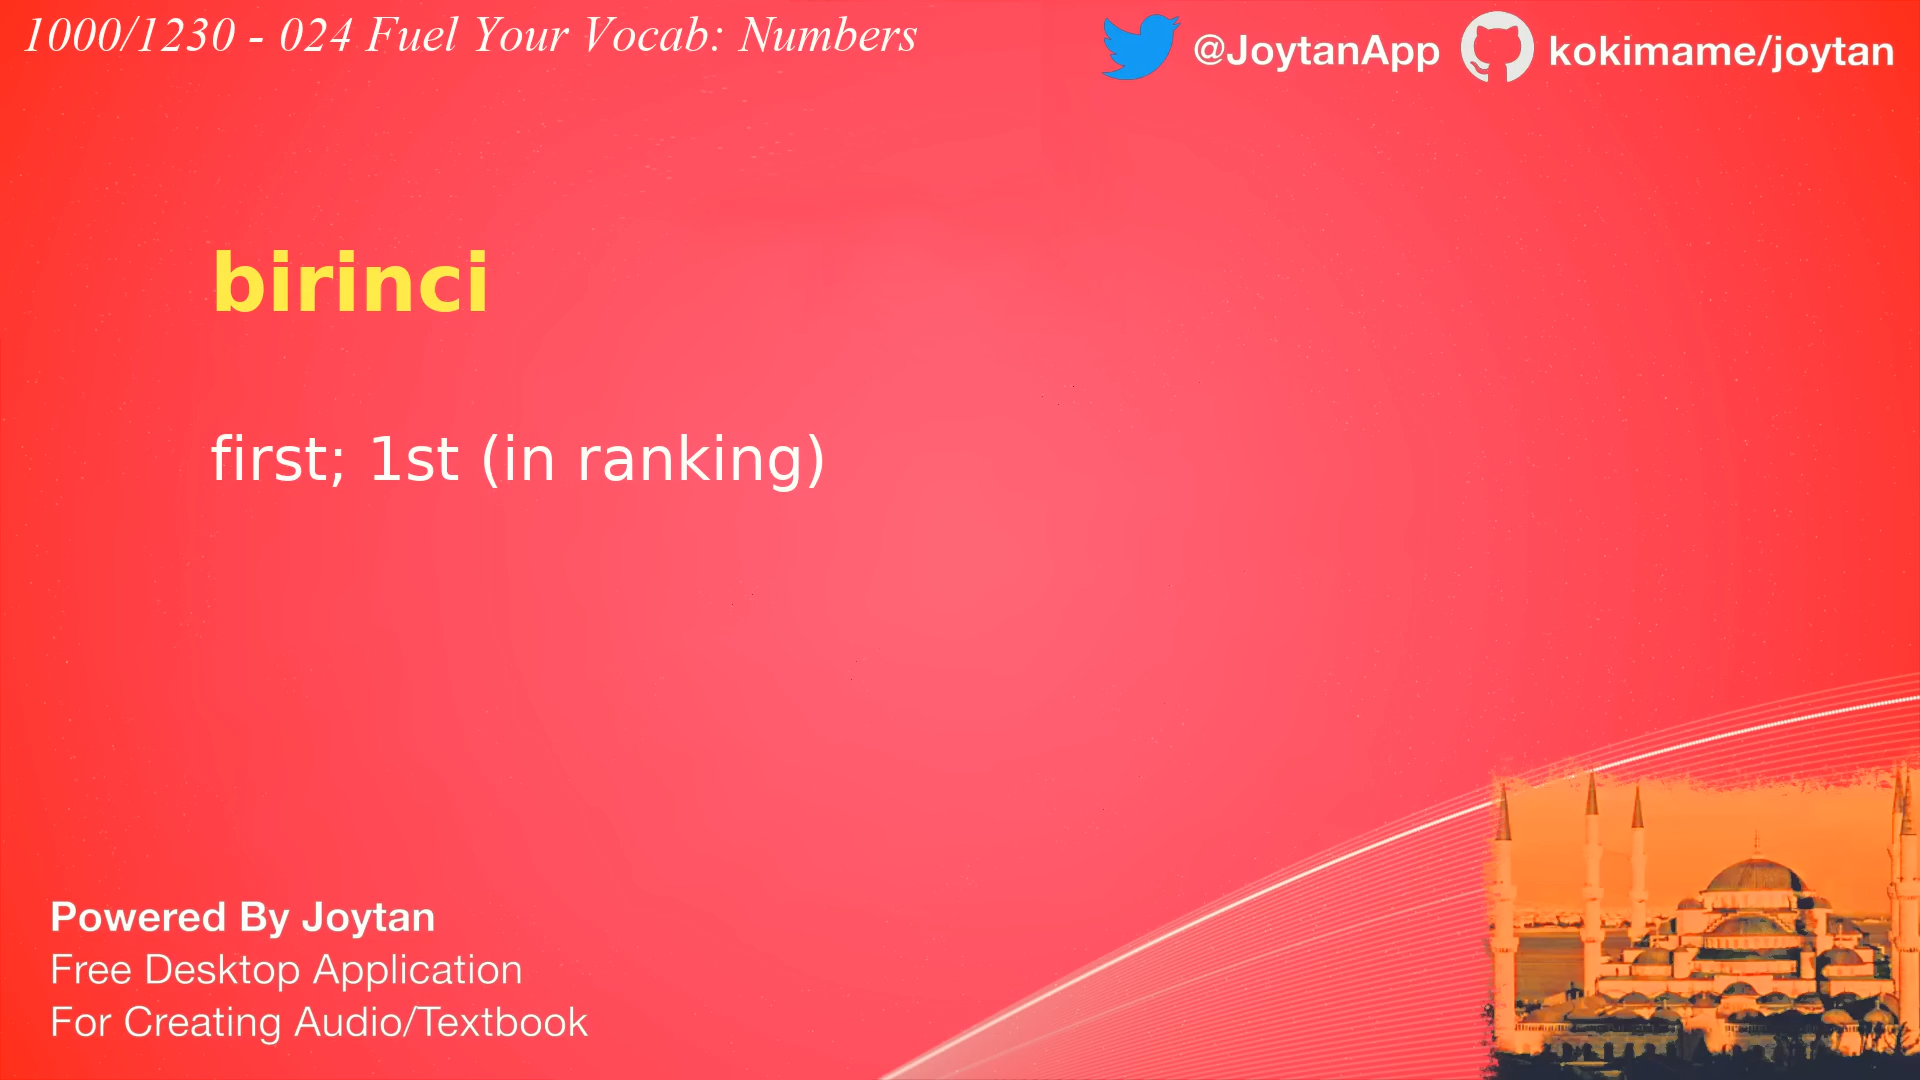 1000/1230 - 024 Fuel Your Vocab: Numbers
@JoytanApp
kokimame/joytan
birinci
first; 1st (in ranking)
Powered By Joytan
Free Desktop Application
For Creating Audio/Textbook